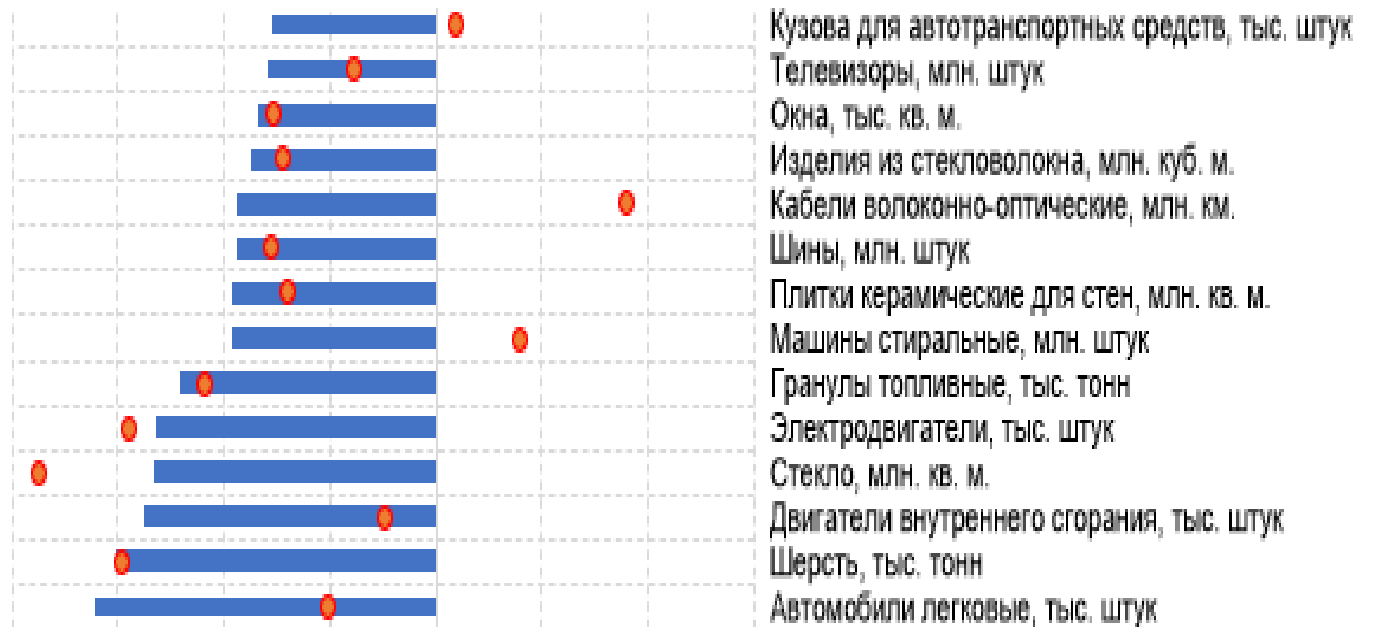 Кузова для автотранспортных средств, тыс. штук
Телевизоры, млн. штук
Окна, тыс. кв. м.
Изделия из стекловолокна, млн. куб. м.
Кабели волоконно-оптические, млн. км.
Шины, млн. штук
Плитки керамические для стен, млн. кв. м.
Машины стиральные, млн. штук
Гранулы топливные, тыс. тонн
Электродвигатели, тыс. штук
Стекло, млн. кв. м.
Двигатели внутреннего сгорания, тыс. штук
Шерсть, тыс. тонн
Автомобили легковые, тыс. штук